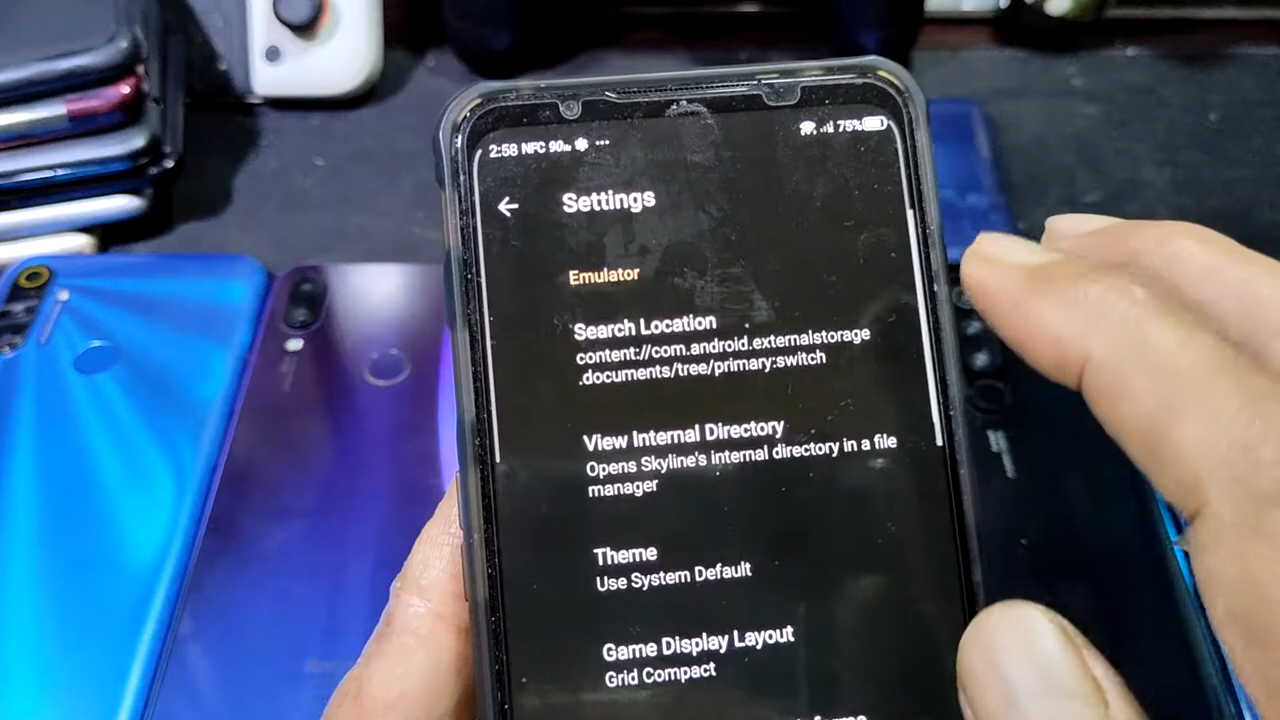 2:58 NFC 90Hz ... 75%
Settings
Emulator
Search Location
content://com.android.externalstorage
.documents/tree/primary:switch
View Internal Directory
Opens Skyline's internal directory in a file
manager
Theme
Use System Default
Game Display Layout
Grid Compact